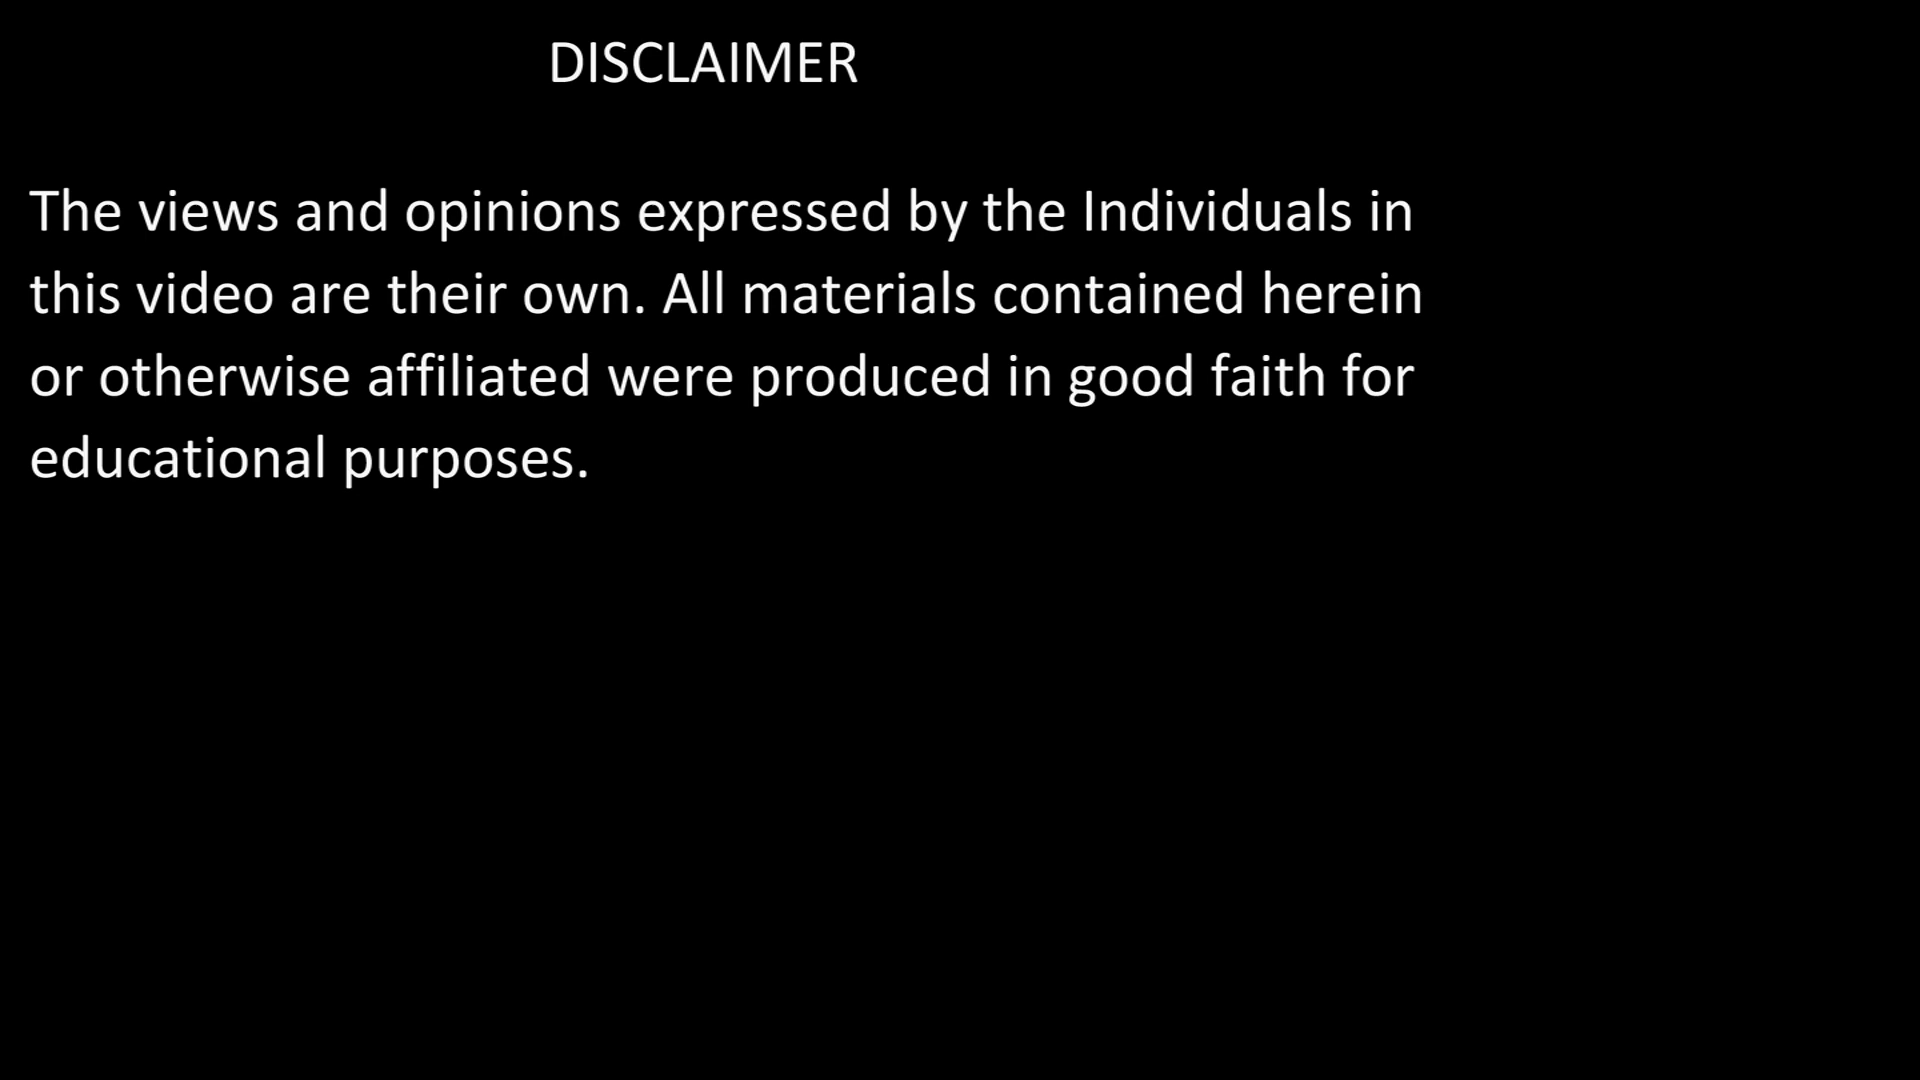 DISCLAIMER
The views and opinions expressed by the Individuals in
this video are their own. All materials contained herein
or otherwise affiliated were produced in good faith for
educational purposes.